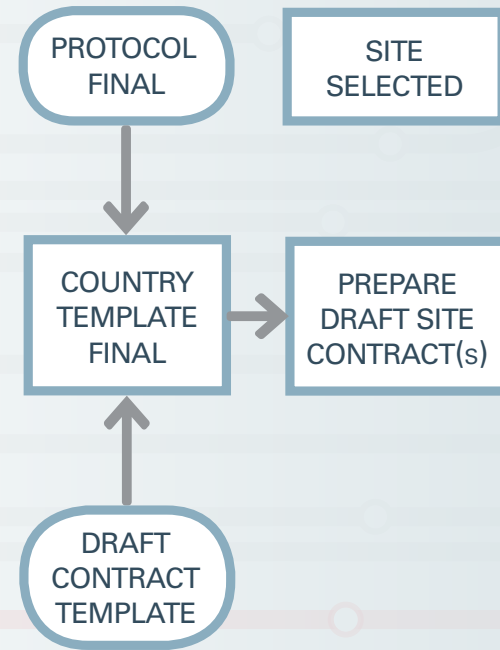 PROTOCOL
FINAL
SITE
SELECTED
COUNTRY
TEMPLATE
FINAL
PREPARE
DRAFT SITE
CONTRACT(s)
DRAFT
CONTRACT
TEMPLATE